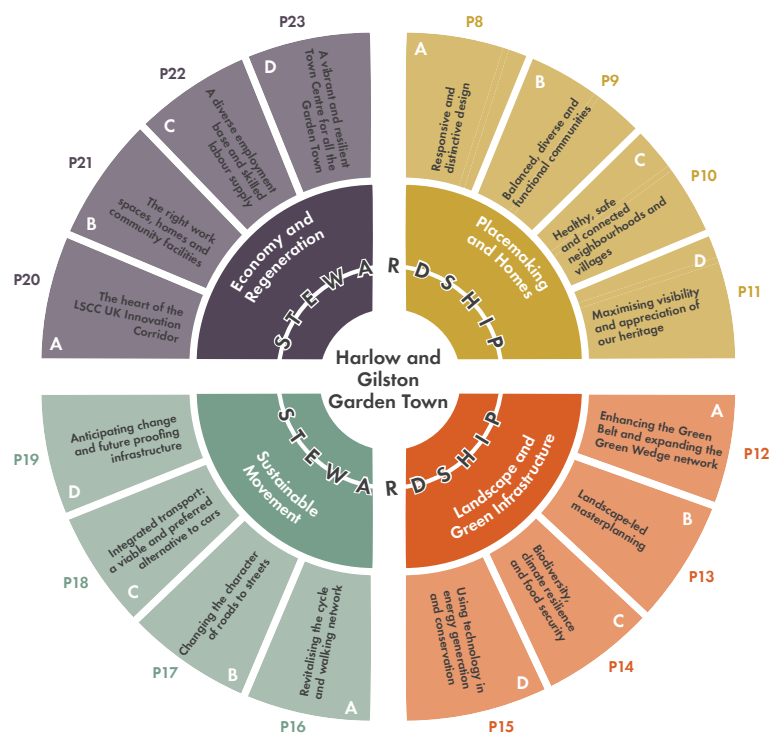 P8
A
Responsive and
distinctive design
P9
B
Balanced, diverse and
functional communities
P10
C
Healthy, safe
and connected
neighbourhoods and
villages
P11
D
Maximising visibility
and appreciation of
our heritage
Placemaking
and Homes
P12
A
Enhancing the Green
Belt and expanding the
Green Wedge network
P13
B
Landscape-led
masterplanning
P14
C
Biodiversity,
climate resilience
and food security
P15
D
Using technology in
energy generation
and conservation
Landscape and
Green Infrastructure
P16
A
Revitalising the cycle
and walking network
P17
B
Changing the character
of roads to streets
P18
C
Integrated transport:
a viable and preferred
alternative to cars
P19
D
Anticipating change
and future proofing
infrastructure
Sustainable
Movement
P20
A
The heart of the
LSCC UK Innovation
Corridor
P21
B
The right work
spaces, homes and
community facilities
P22
C
A diverse employment
base and skilled
labour supply
P23
D
A vibrant and resilient
Town Centre for all the
Garden Town
Economy and
Regeneration
STEWARDSHIP
Harlow and
Gilston
Garden Town
STEWARDSHIP